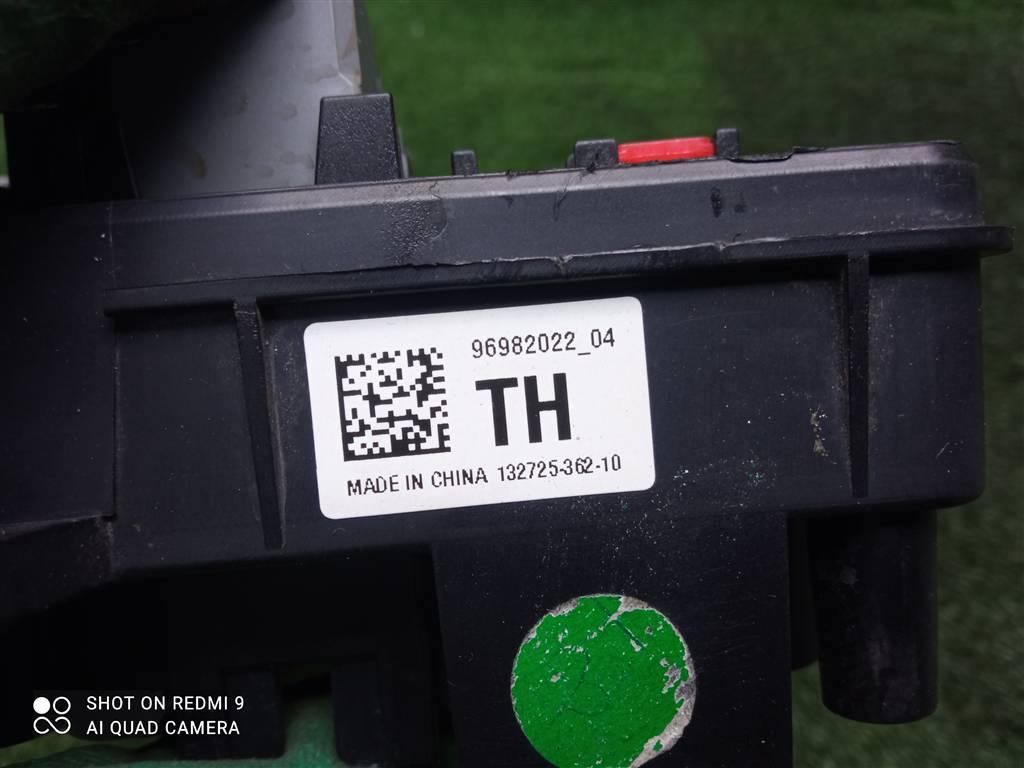 96982022_04
TH
MADE IN CHINA 132725-362-10
SHOT ON REDMI 9
AI QUAD CAMERA